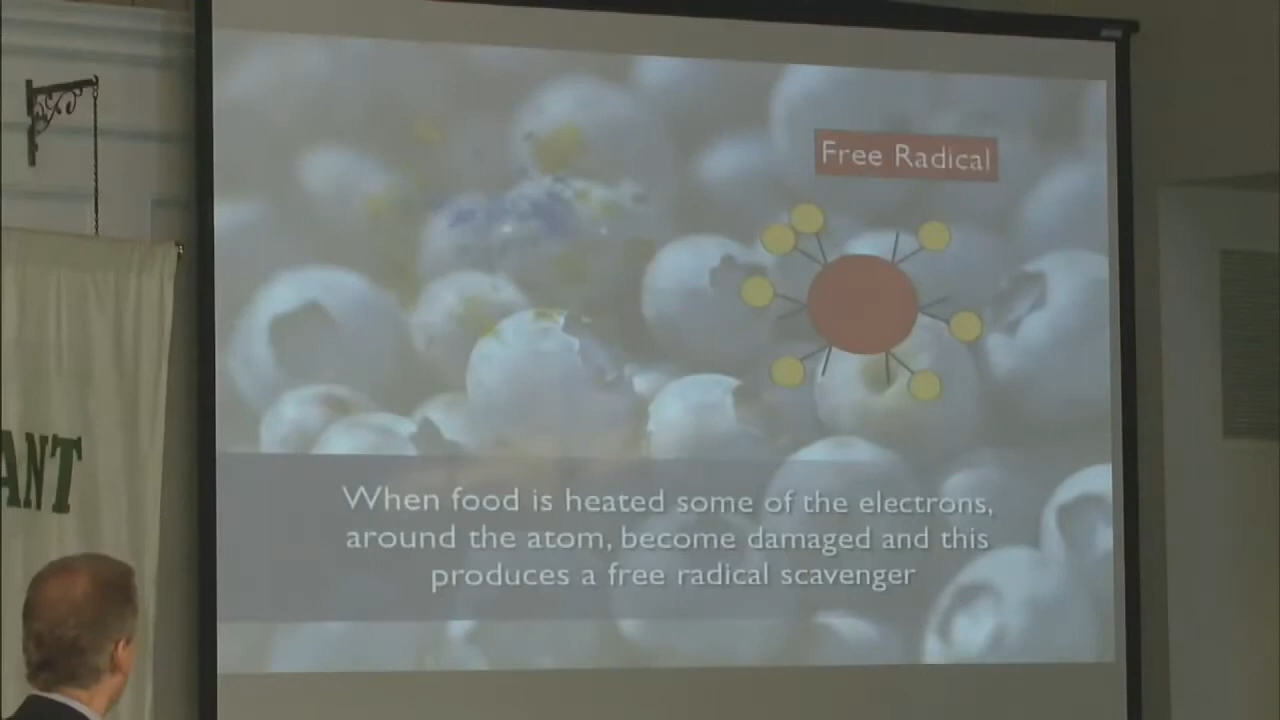 Free Radical
When food is heated some of the electrons,
around the atom, become damaged and this
produces a free radical scavenger
ANT